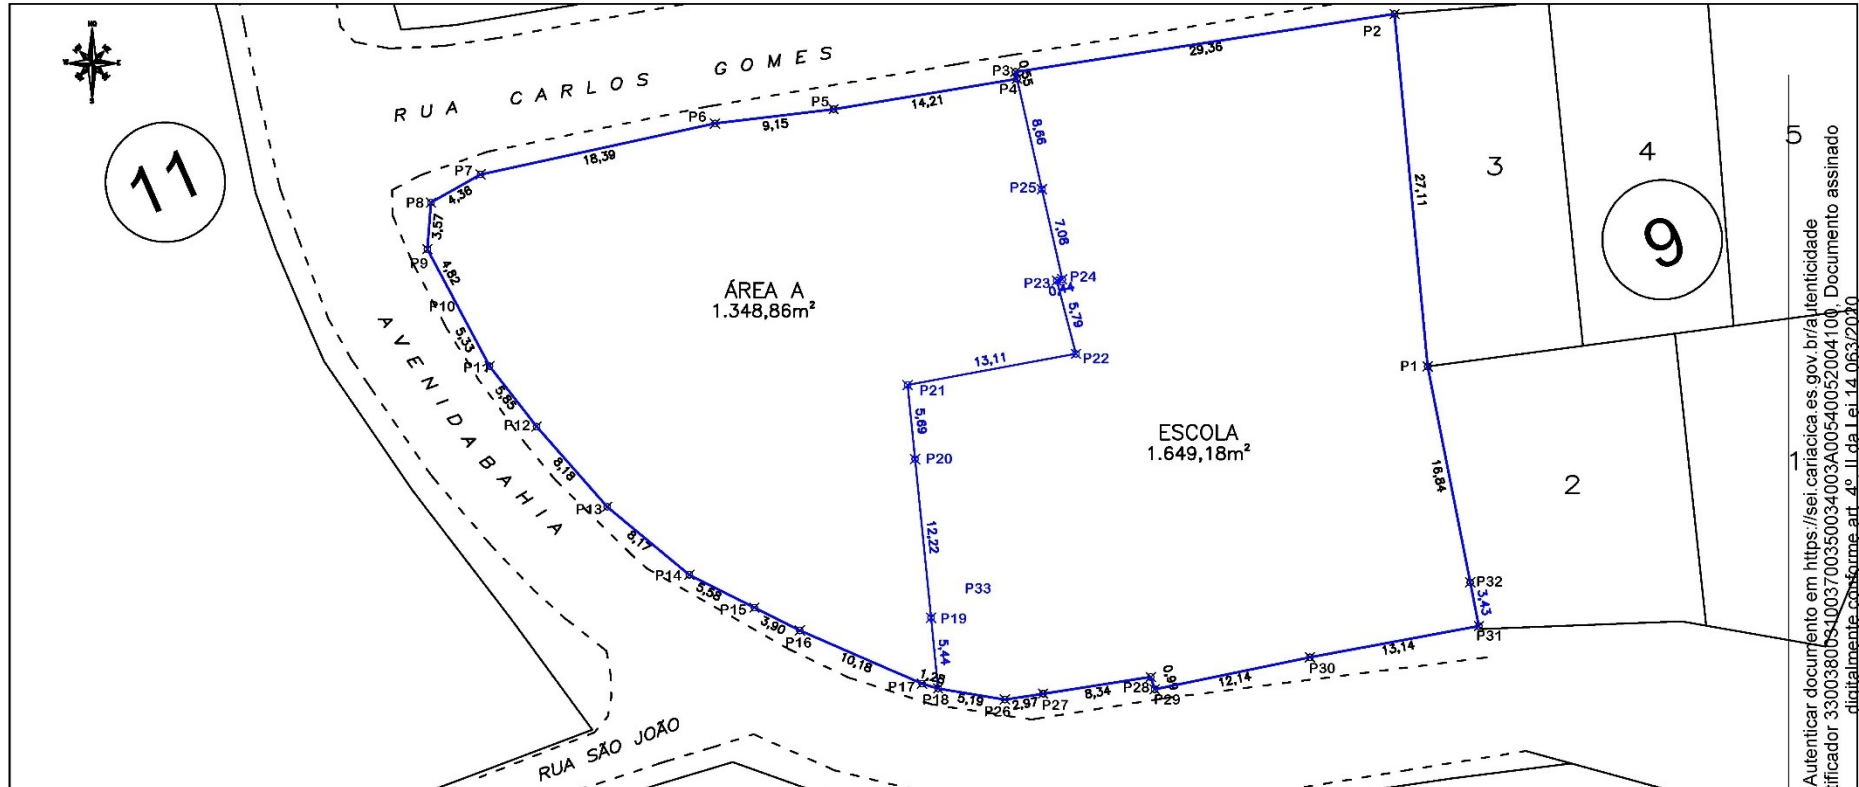 NO
RUA CARLOS GOMES
11
P2
29,36
P3
0,55
P4
14,21
P5
9,15
P6
18,39
P7
4,36
P8
3,57
P9
4,82
P10
5,33
P11
5,85
P12
8,18
P13
8,17
P14
5,58
P15
3,90
P16
10,18
P17
1,28
P18
5,19
P26
2,97
P27
8,34
P28
0,99
P29
12,14
P30
13,14
P31
3,43
P32
16,84
P1
27,11
8,66
P25
7,08
P24
P23
5,79
P22
13,11
P21
5,69
P20
12,22
P33
P19
5,44
ÁREA A
1.348,86m²
ESCOLA
1.649,18m²
AVENIDA BAHIA
RUA SÃO JOÃO
3
4
5
9
2
1
Autenticar documento em https://sei.cariacica.es.gov.br/autenticidade
tificador 330038003100370035003400​3A00540052004100, Documento assinado
digitalmente conforme art. 4º, II da Lei 14.063/2020